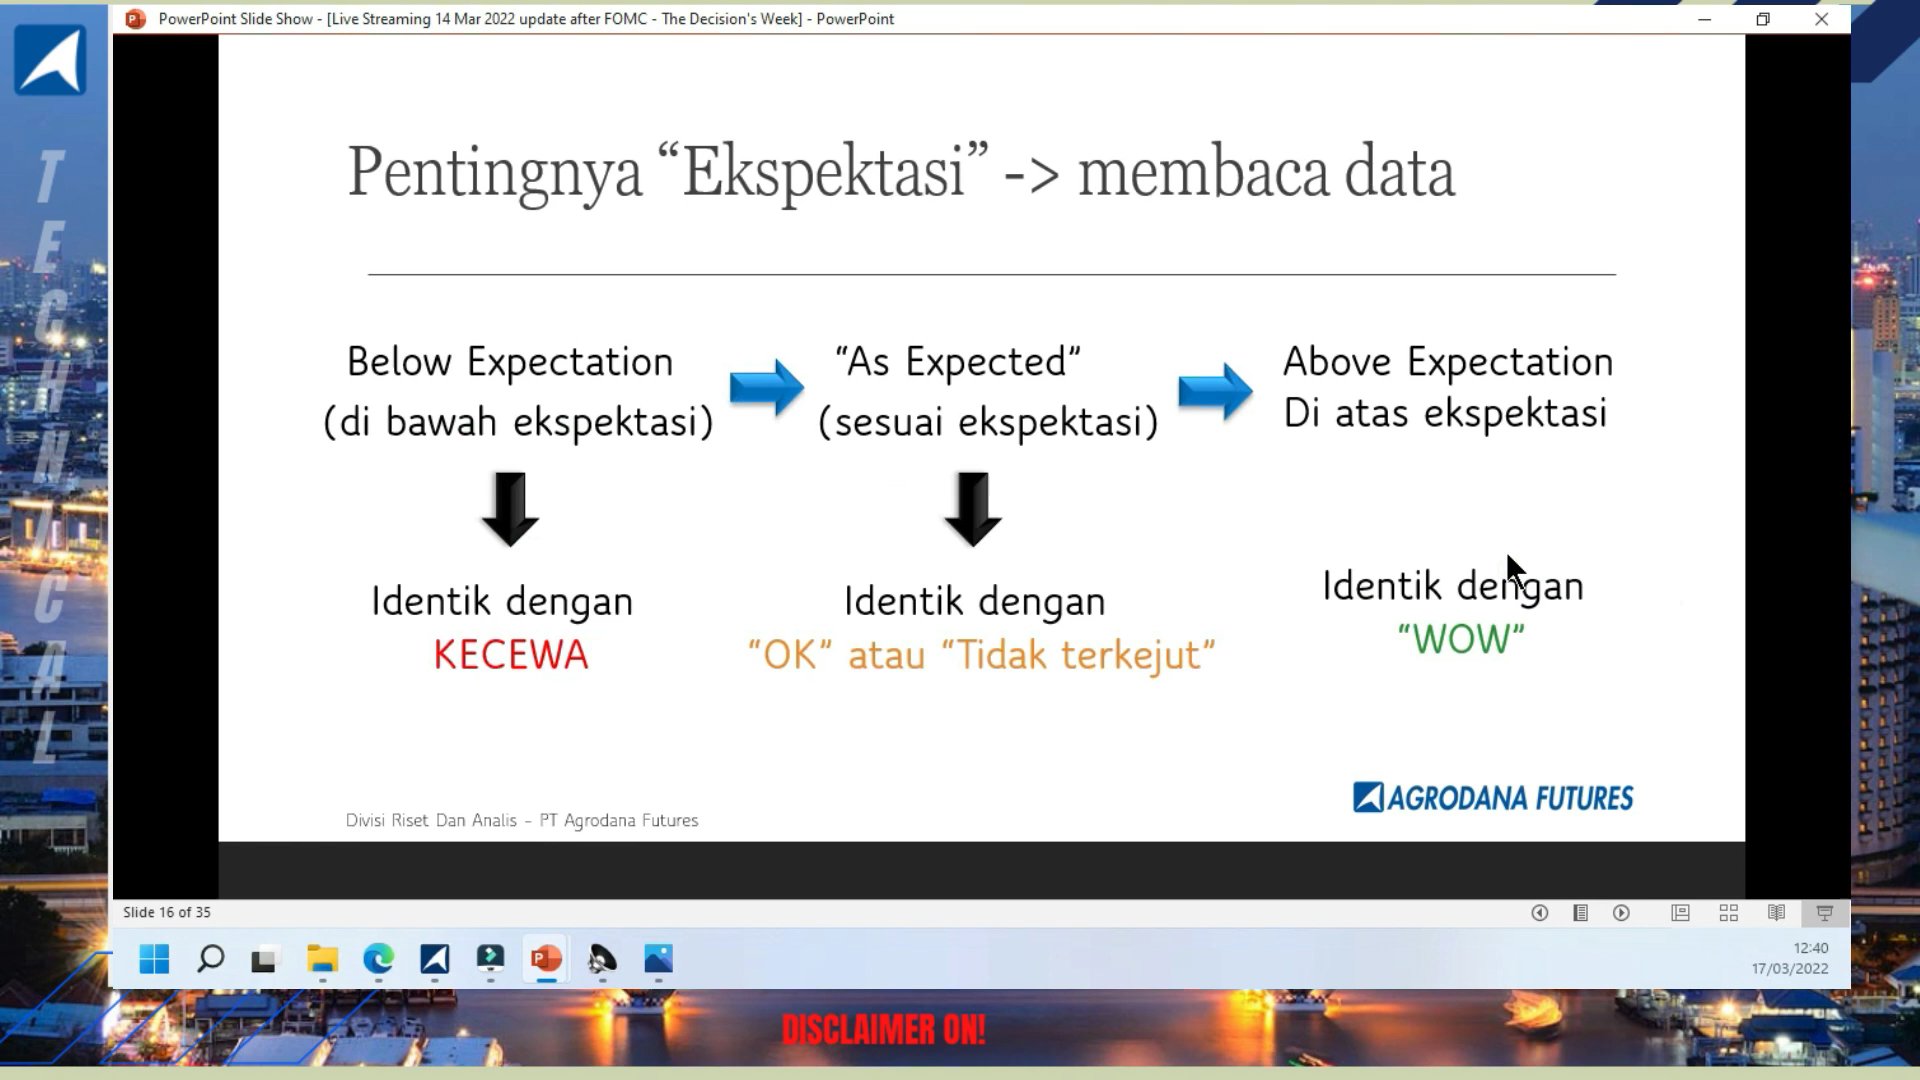 PowerPoint Slide Show - [Live Streaming 14 Mar 2022 update after FOMC - The Decision's Week] - PowerPoint
TECHNICAL
Pentingnya “Ekspektasi” -> membaca data
Below Expectation
(di bawah ekspektasi)
“As Expected”
(sesuai ekspektasi)
Above Expectation
Di atas ekspektasi
Identik dengan
KECEWA
Identik dengan
“OK” atau “Tidak terkejut”
Identik dengan
“WOW”
Divisi Riset Dan Analis – PT Agrodana Futures
AGRODANA FUTURES
Slide 16 of 35
12:40
17/03/2022
DISCLAIMER ON!